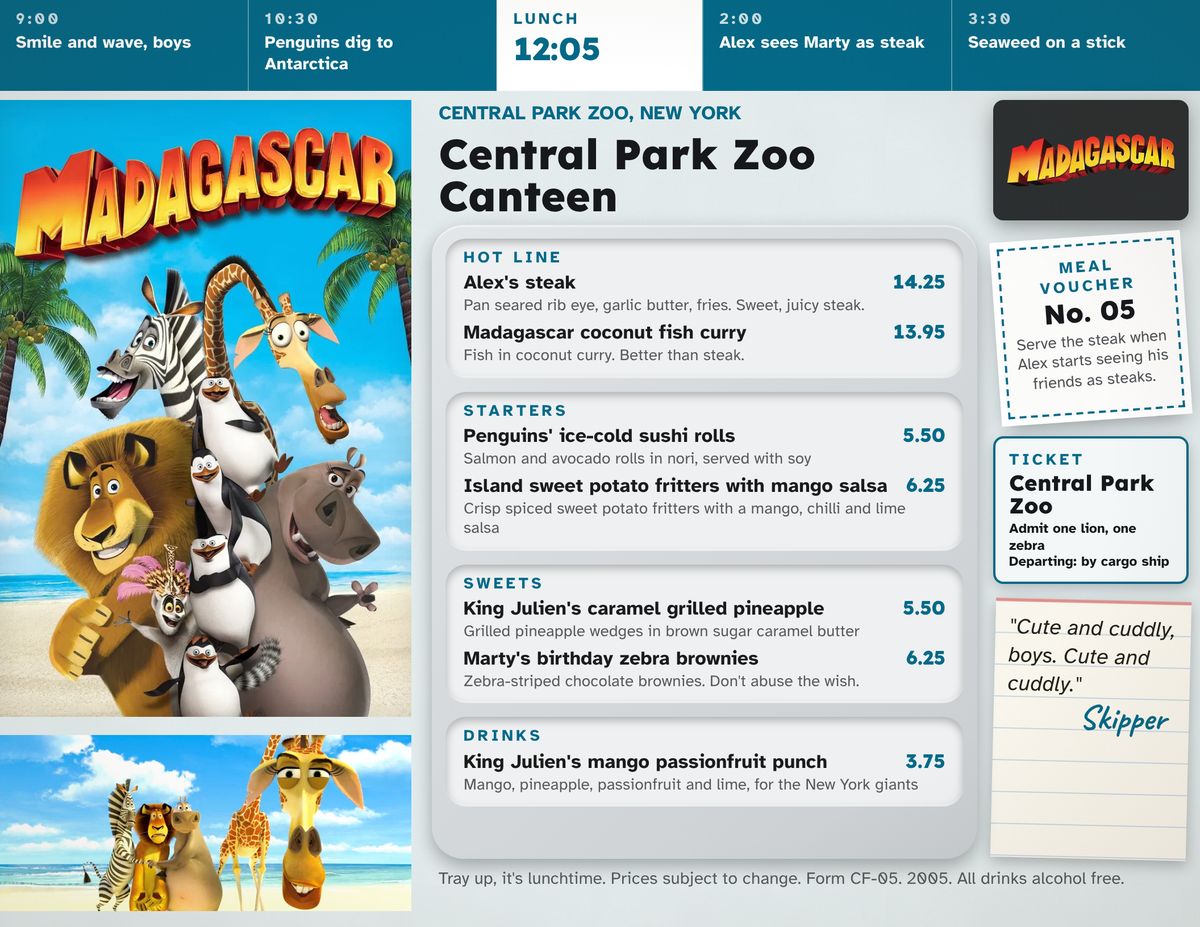 9:00
Smile and wave, boys
10:30
Penguins dig to
Antarctica
LUNCH
12:05
2:00
Alex sees Marty as steak
3:30
Seaweed on a stick
MADAGASCAR
CENTRAL PARK ZOO, NEW YORK
Central Park Zoo
Canteen
HOT LINE
Alex's steak 14.25
Pan seared rib eye, garlic butter, fries. Sweet, juicy steak.
Madagascar coconut fish curry 13.95
Fish in coconut curry. Better than steak.
STARTERS
Penguins' ice-cold sushi rolls 5.50
Salmon and avocado rolls in nori, served with soy
Island sweet potato fritters with mango salsa 6.25
Crisp spiced sweet potato fritters with a mango, chilli and lime
salsa
SWEETS
King Julien's caramel grilled pineapple 5.50
Grilled pineapple wedges in brown sugar caramel butter
Marty's birthday zebra brownies 6.25
Zebra-striped chocolate brownies. Don't abuse the wish.
DRINKS
King Julien's mango passionfruit punch 3.75
Mango, pineapple, passionfruit and lime, for the New York giants
Tray up, it's lunchtime. Prices subject to change. Form CF-05. 2005. All drinks alcohol free.
MADAGASCAR
MEAL
VOUCHER
No. 05
Serve the steak when
Alex starts seeing his
friends as steaks.
TICKET
Central Park
Zoo
Admit one lion, one
zebra
Departing: by cargo ship
"Cute and cuddly,
boys. Cute and
cuddly."
Skipper